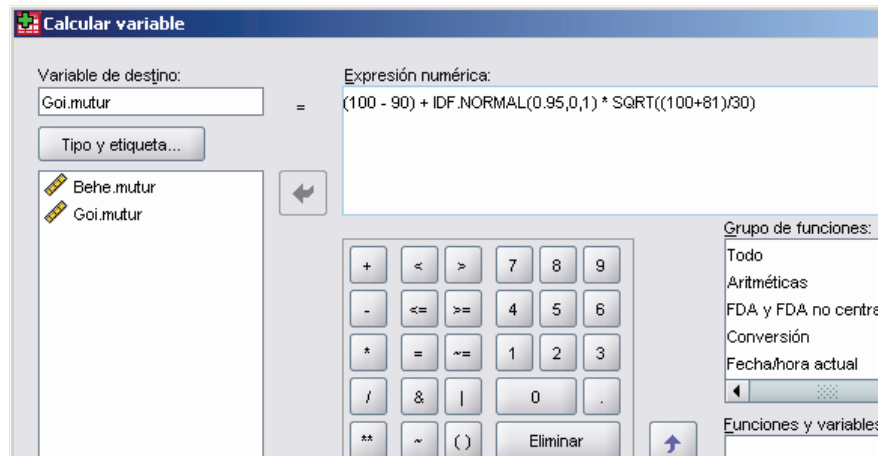 Calcular variable
Variable de destino:
Goi.mutur
=
Expresión numérica:
(100 - 90) + IDF.NORMAL(0.95,0,1) * SQRT((100+81)/30)
Tipo y etiqueta...
Behe.mutur
Goi.mutur
+ < > 7 8 9
- <= >= 4 5 6
* = ~= 1 2 3
/ & | 0 .
** ~ ( ) Eliminar
Grupo de funciones:
Todo
Aritméticas
FDA y FDA no centra
Conversión
Fecha/hora actual
Funciones y variables